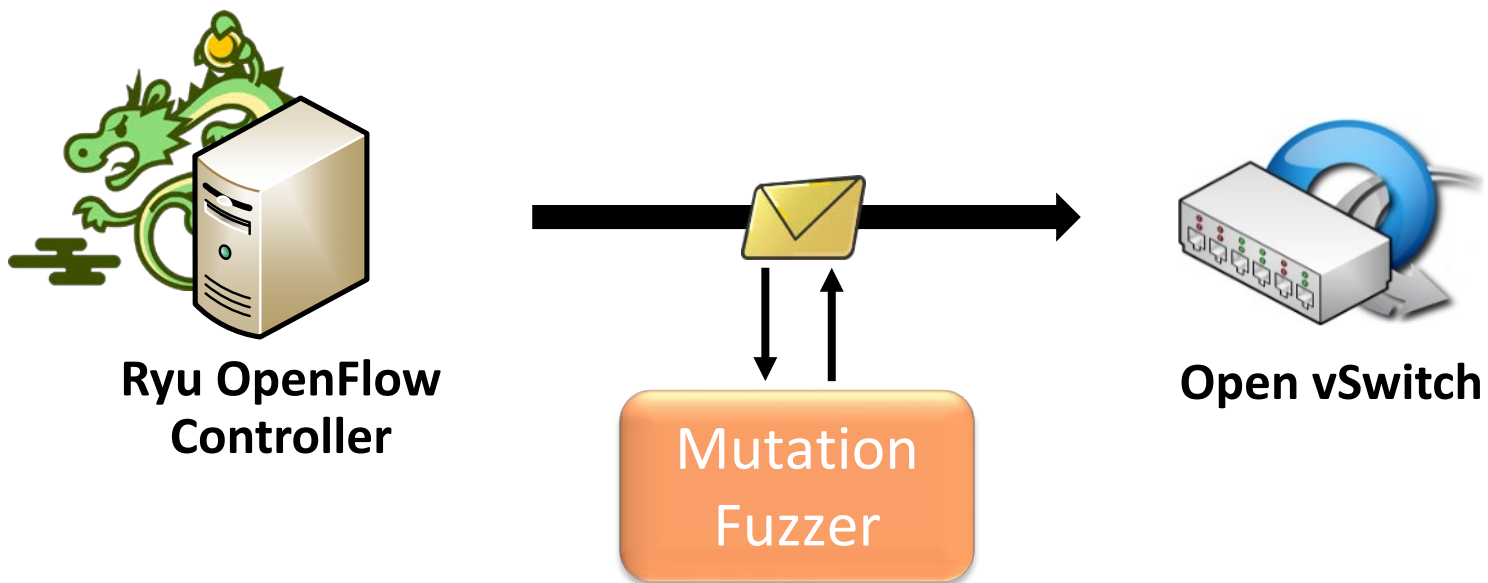 Ryu OpenFlow
Controller
Mutation
Fuzzer
Open vSwitch